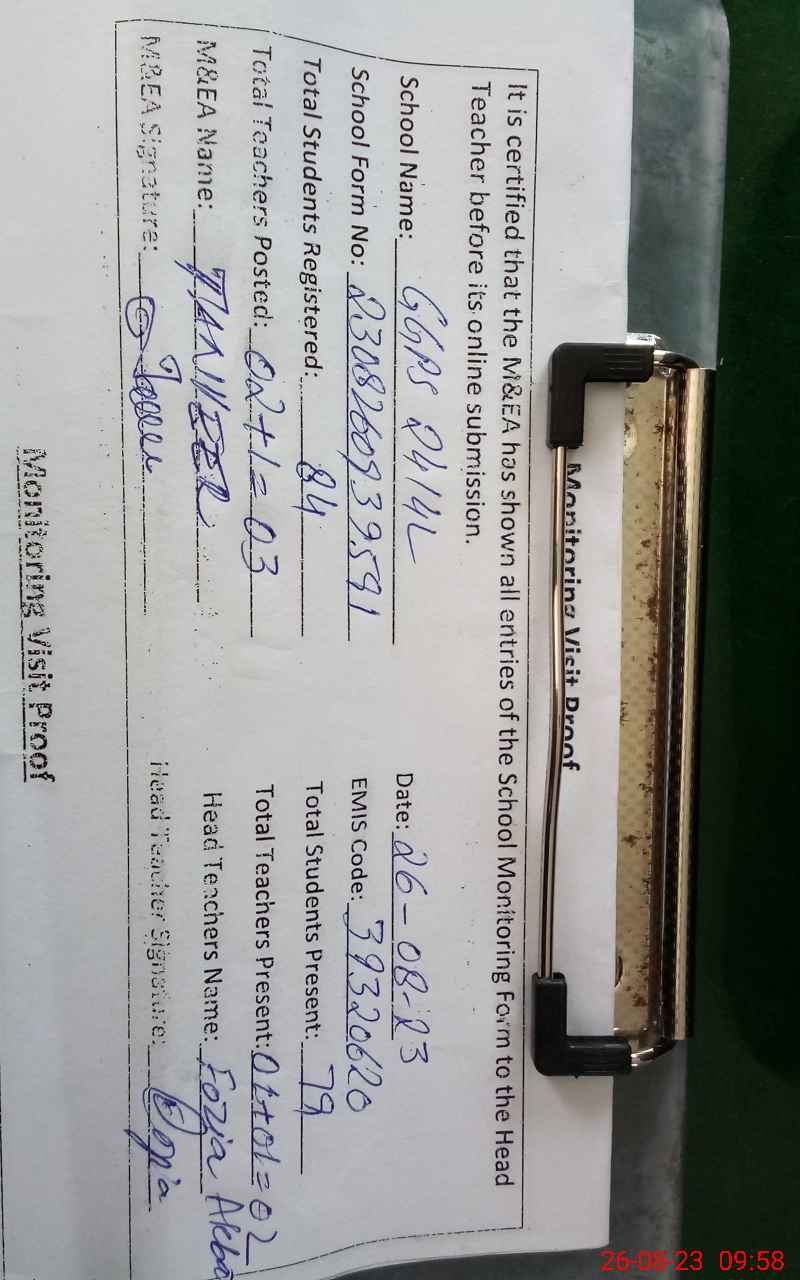 Monitoring Visit Proof
It is certified that the M&EA has shown all entries of the School Monitoring Form to the Head
Teacher before its online submission.
School Name: GGPS 2414L Date: 26-08-23
School Form No: 2308260939591 EMIS Code: 39320620
Total Students Registered: 84 Total Students Present: 79
Total Teachers Posted: 02+1=03 Total Teachers Present: 01+01=02
M&EA Name: TANVEER Head Teachers Name: Fozia Akba
M&EA Signature: Head Teacher Signature: Fozia
Monitoring Visit Proof
26-08-23 09:58